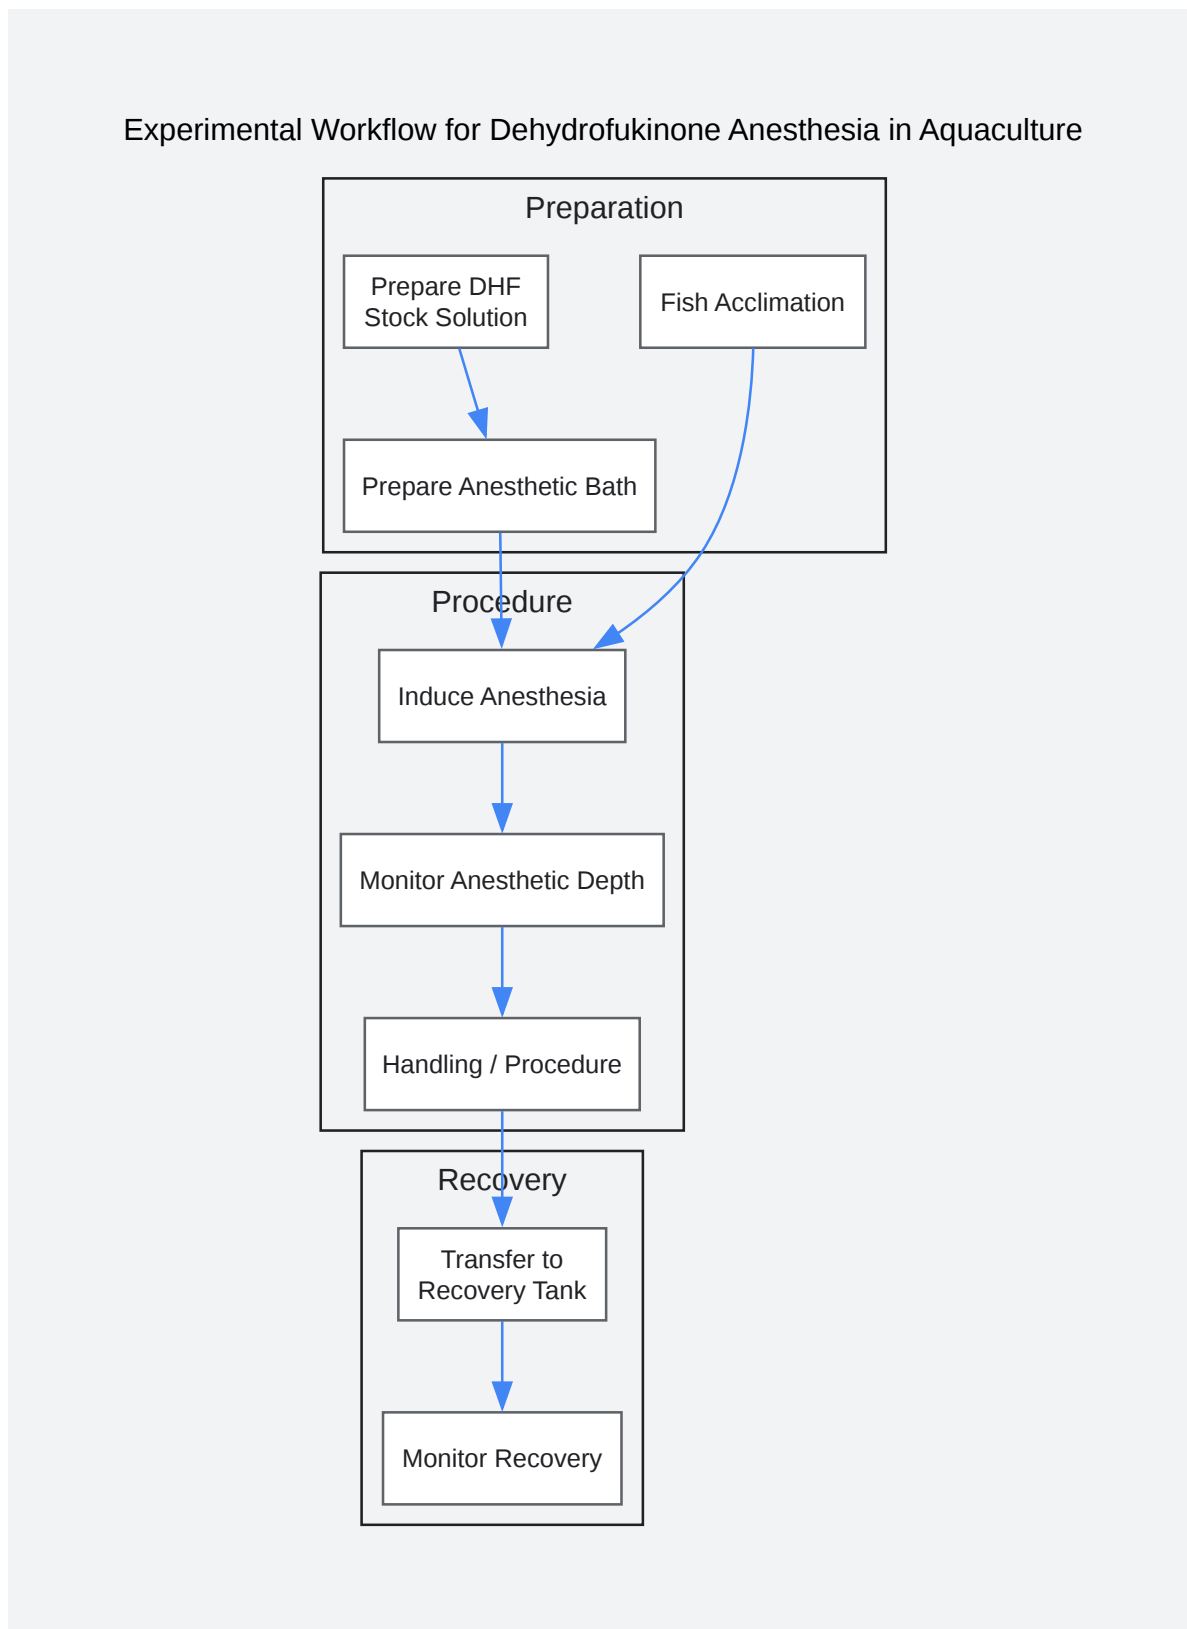 Experimental Workflow for Dehydrofukinone Anesthesia in Aquaculture
Preparation
Prepare DHF
Stock Solution
Fish Acclimation
Prepare Anesthetic Bath
Procedure
Induce Anesthesia
Monitor Anesthetic Depth
Handling / Procedure
Recovery
Transfer to
Recovery Tank
Monitor Recovery